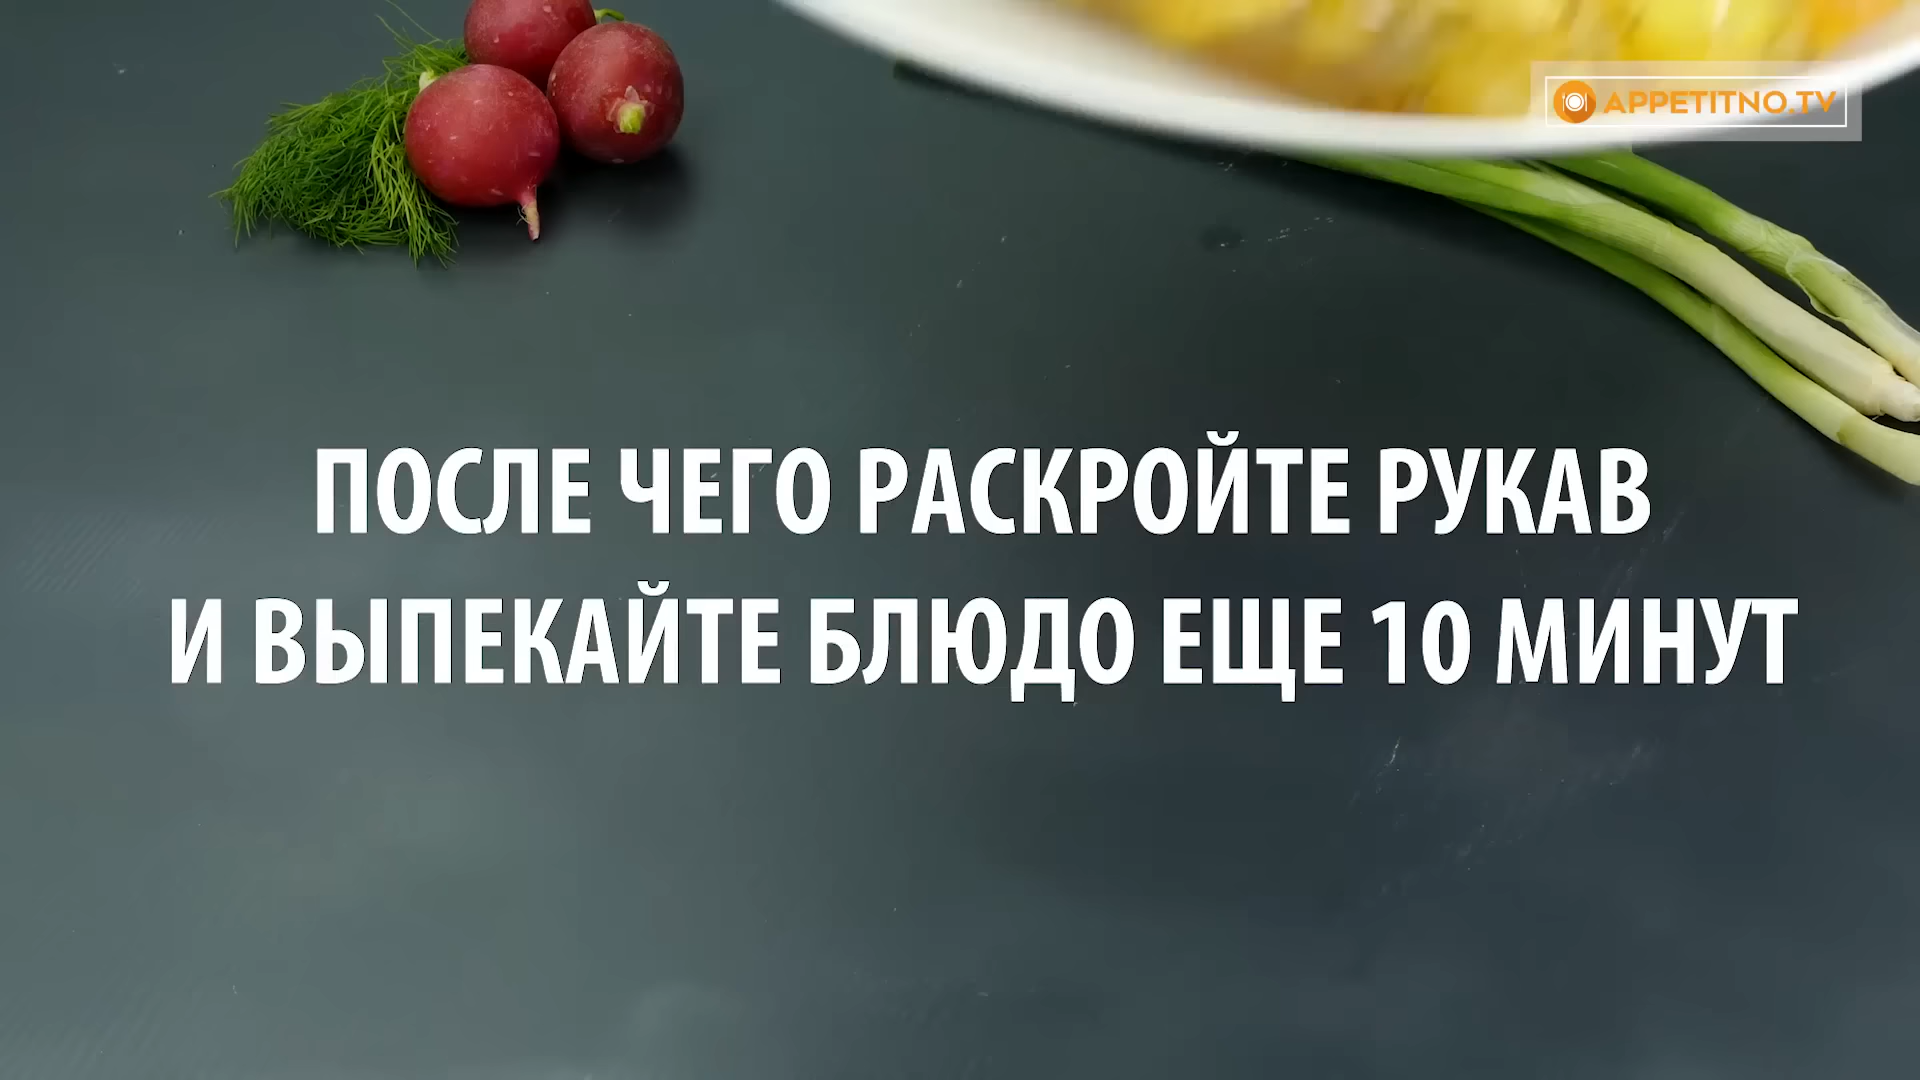 APPETITNO.TV
ПОСЛЕ ЧЕГО РАСКРОЙТЕ РУКАВ
И ВЫПЕКАЙТЕ БЛЮДО ЕЩЕ 10 МИНУТ